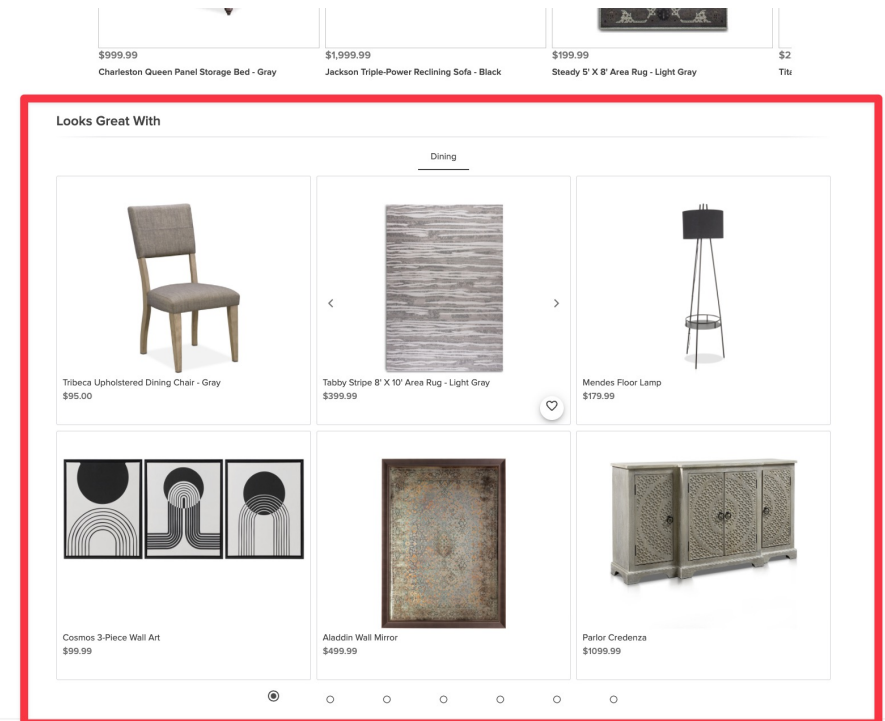 $999.99
$1,999.99
$199.99
$2
Charleston Queen Panel Storage Bed - Gray
Jackson Triple-Power Reclining Sofa - Black
Steady 5' X 8' Area Rug - Light Gray
Tita
Looks Great With
Dining
Tribeca Upholstered Dining Chair - Gray
$95.00
Tabby Stripe 8' X 10' Area Rug - Light Gray
$399.99
Mendes Floor Lamp
$179.99
Cosmos 3-Piece Wall Art
$99.99
Aladdin Wall Mirror
$499.99
Parlor Credenza
$1099.99